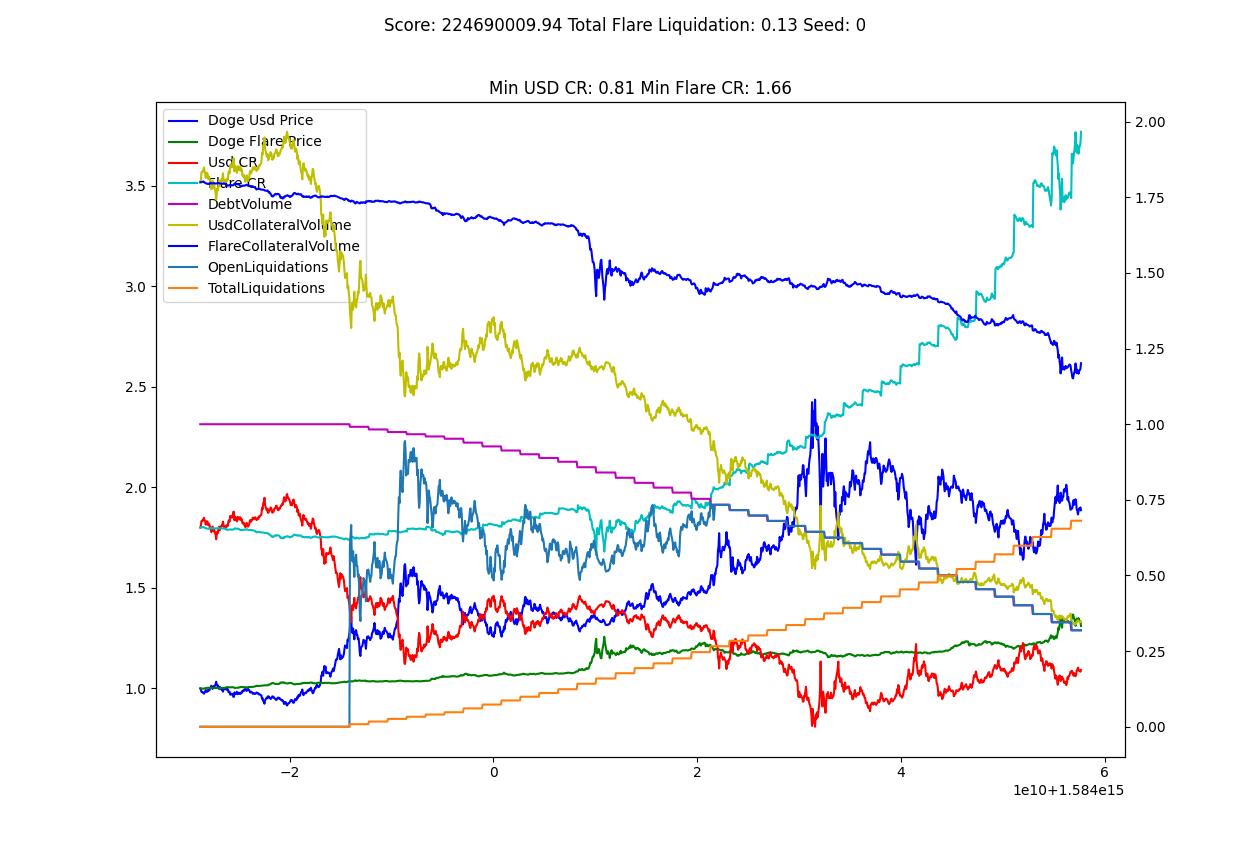 Score: 224690009.94 Total Flare Liquidation: 0.13 Seed: 0
Min USD CR: 0.81 Min Flare CR: 1.66
Doge Usd Price
Doge Flare Price
Usd CR
Flare CR
DebtVolume
UsdCollateralVolume
FlareCollateralVolume
OpenLiquidations
TotalLiquidations
3.5
3.0
2.5
2.0
1.5
1.0
2.00
1.75
1.50
1.25
1.00
0.75
0.50
0.25
0.00
−2 0 2 4 6
1e10+1.584e15